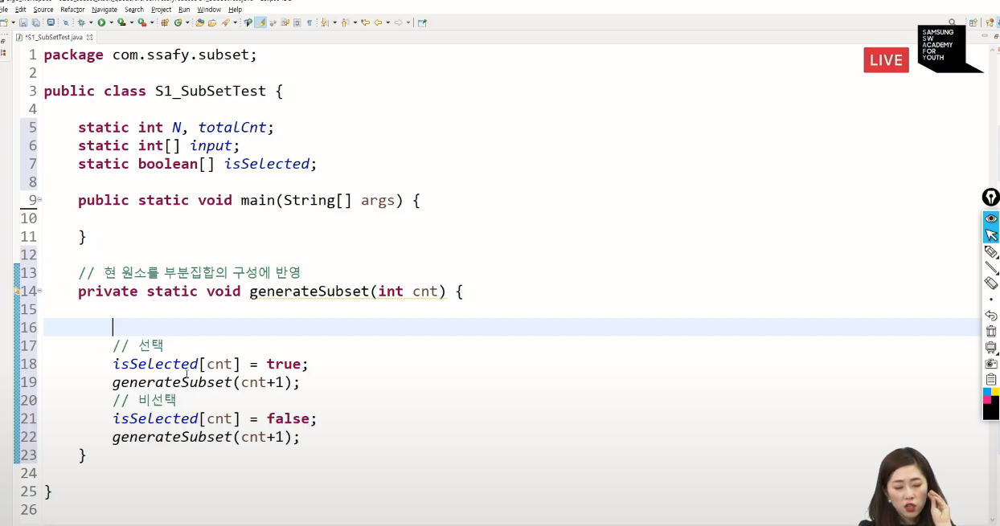 File Edit Source Refactor Navigate Search Project Run Window Help
*S1_SubSetTest.java
SAMSUNG
SW
ACADEMY
FOR
YOUTH
LIVE
1 package com.ssafy.subset;
2
3 public class S1_SubSetTest {
4
5 static int N, totalCnt;
6 static int[] input;
7 static boolean[] isSelected;
8
9 public static void main(String[] args) {
10
11 }
12
13 // 현 원소를 부분집합의 구성에 반영
14 private static void generateSubset(int cnt) {
15
16
17 // 선택
18 isSelected[cnt] = true;
19 generateSubset(cnt+1);
20 // 비선택
21 isSelected[cnt] = false;
22 generateSubset(cnt+1);
23 }
24
25 }
26